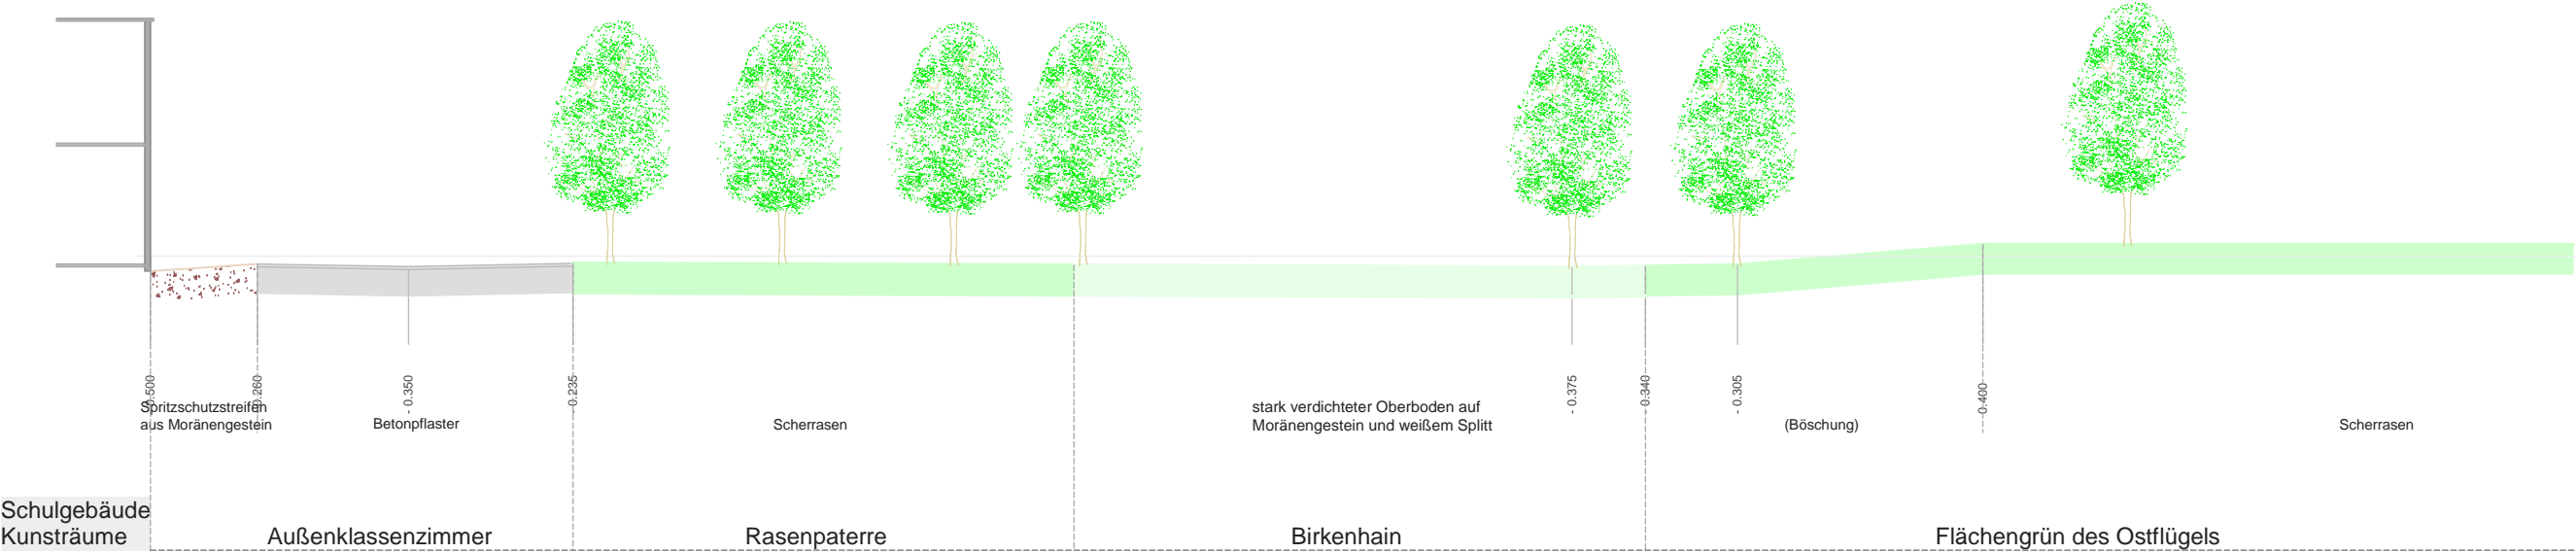 - 0.500
- 0.260
- 0.350
- 0.235
- 0.375
- 0.340
- 0.305
0.400
Spritzschutzstreifen
aus Moränengestein
Betonpflaster
Scherrasen
stark verdichteter Oberboden auf
Moränengestein und weißem Splitt
(Böschung)
Scherrasen
Schulgebäude
Kunsträume
Außenklassenzimmer
Rasenpaterre
Birkenhain
Flächengrün des Ostflügels